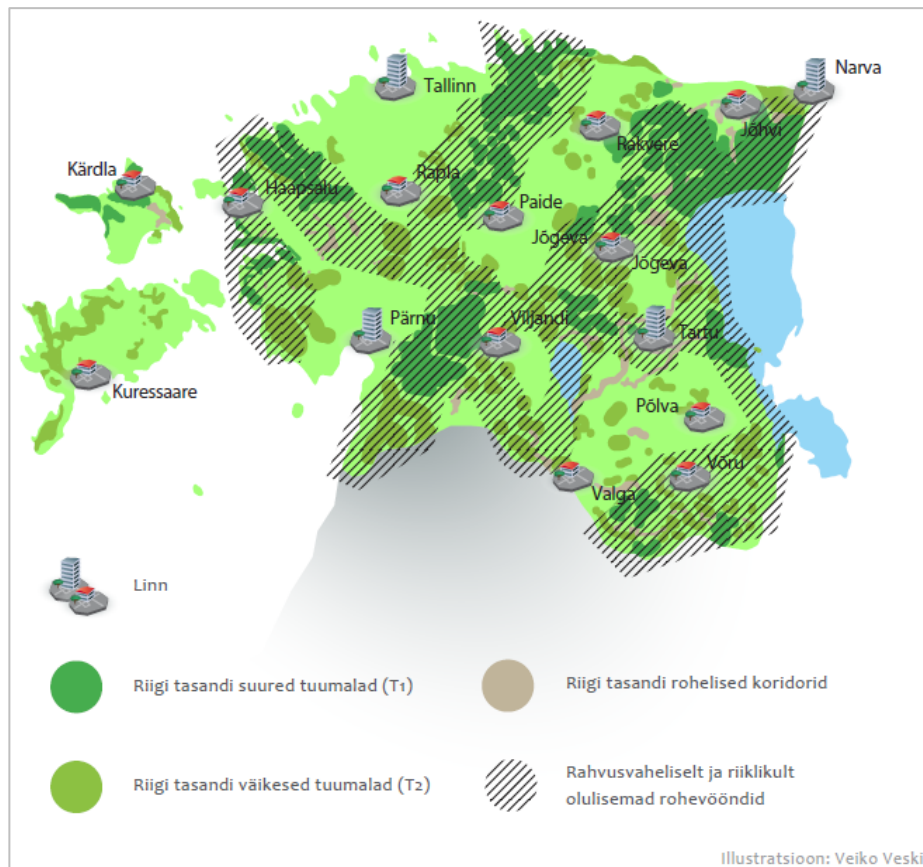 Narva
Tallinn
Jõhvi
Rakvere
Kärdla
Rapla
Haapsalu
Paide
Jõgeva
Jõgeva
Pärnu
Viljandi
Tartu
Kuressaare
Põlva
Võru
Valga
Linn
Riigi tasandi suured tuumalad (T1)
Riigi tasandi rohelised koridorid
Riigi tasandi väikesed tuumalad (T2)
Rahvusvaheliselt ja riiklikult
olulisemad rohevööndid
Illustratsioon: Veiko Veski